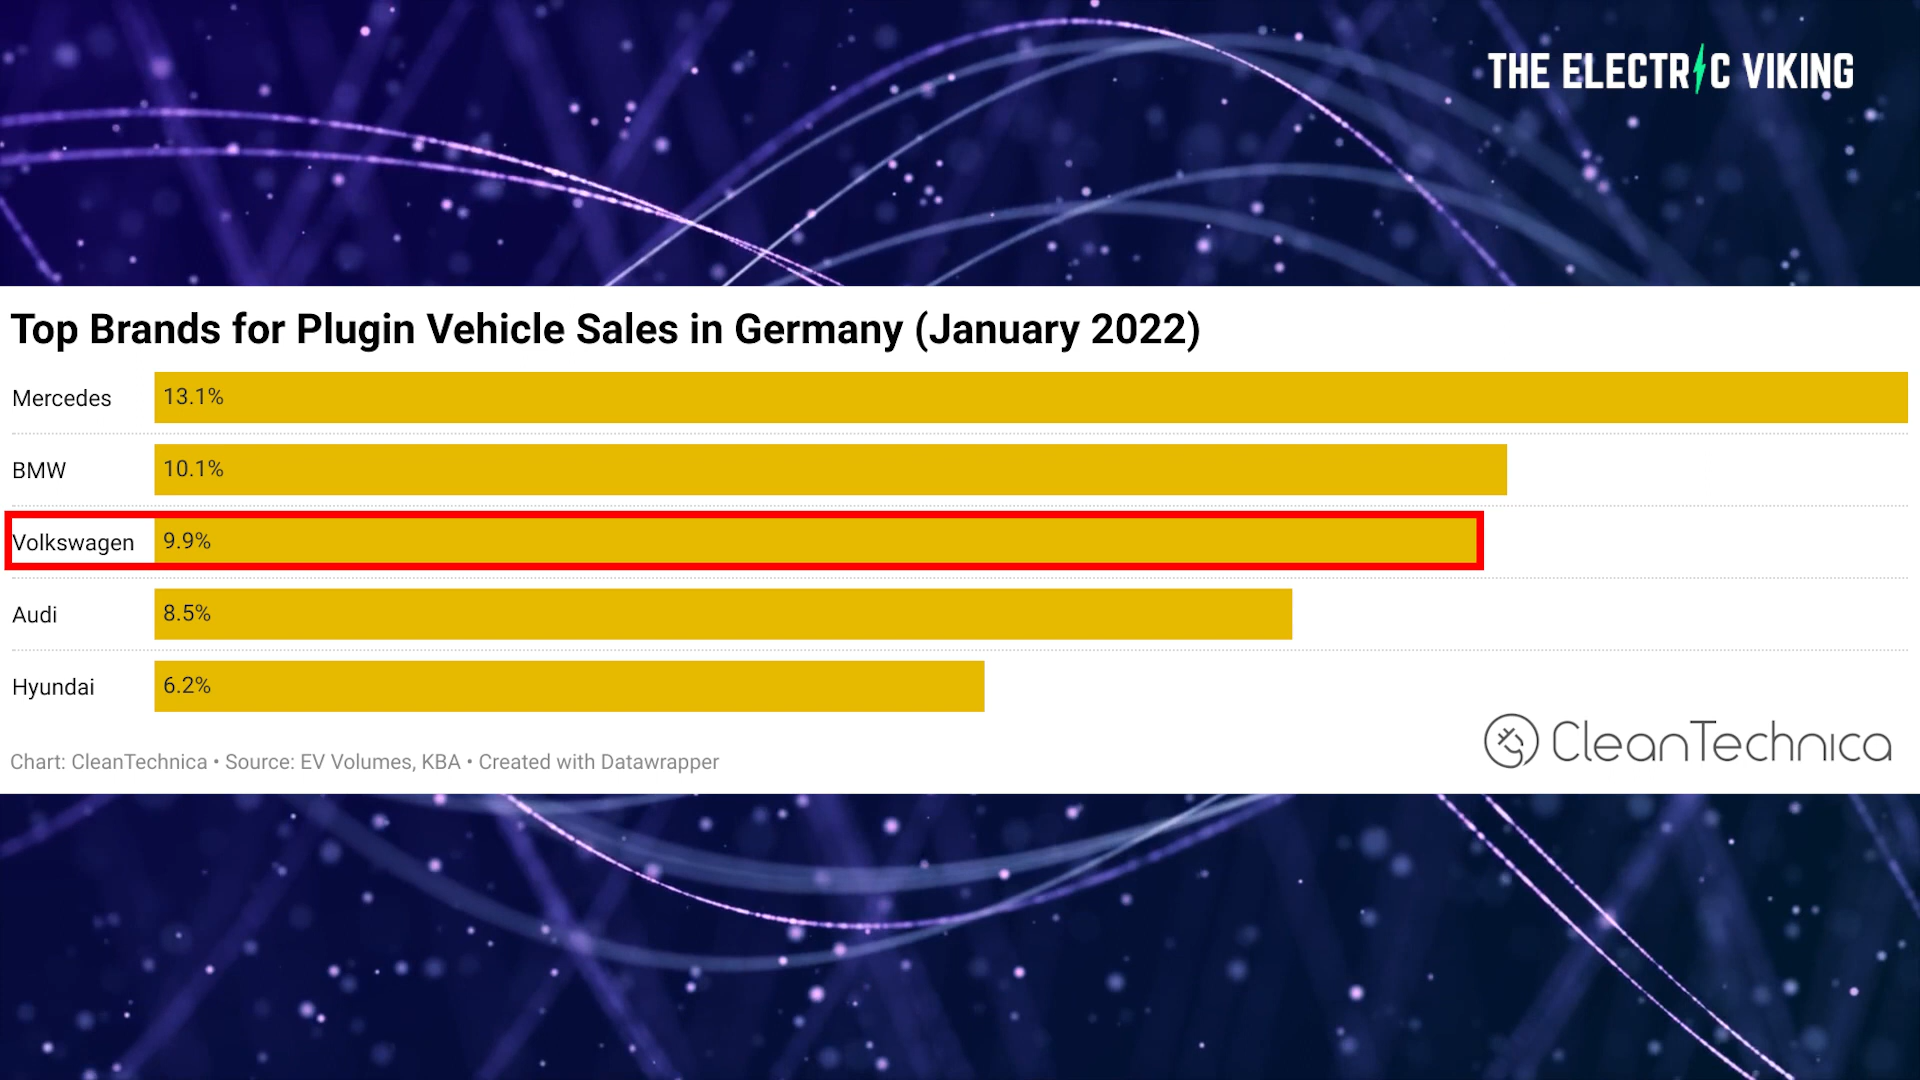 THE ELECTRIC VIKING
Top Brands for Plugin Vehicle Sales in Germany (January 2022)
Mercedes 13.1%
BMW 10.1%
Volkswagen 9.9%
Audi 8.5%
Hyundai 6.2%
CleanTechnica
Chart: CleanTechnica • Source: EV Volumes, KBA • Created with Datawrapper